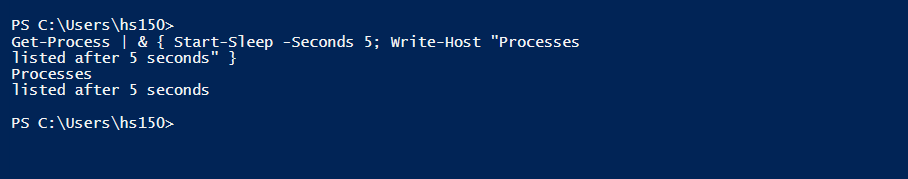 PS C:\Users\hs150>
Get-Process | & { Start-Sleep -Seconds 5; Write-Host "Processes
listed after 5 seconds" }
Processes
listed after 5 seconds
PS C:\Users\hs150>